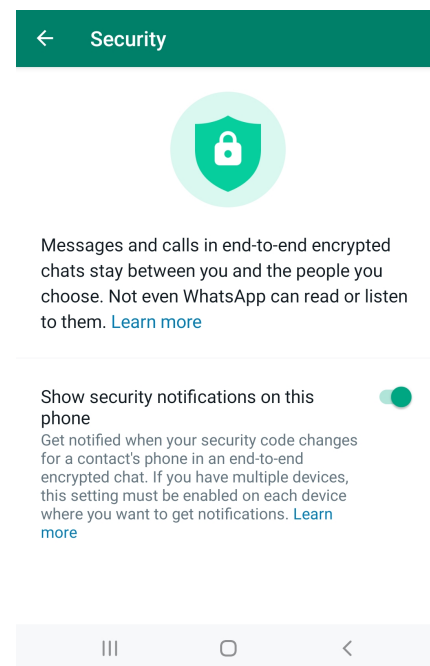 Security
Messages and calls in end-to-end encrypted
chats stay between you and the people you
choose. Not even WhatsApp can read or listen
to them. Learn more
Show security notifications on this
phone
Get notified when your security code changes
for a contact's phone in an end-to-end
encrypted chat. If you have multiple devices,
this setting must be enabled on each device
where you want to get notifications. Learn
more